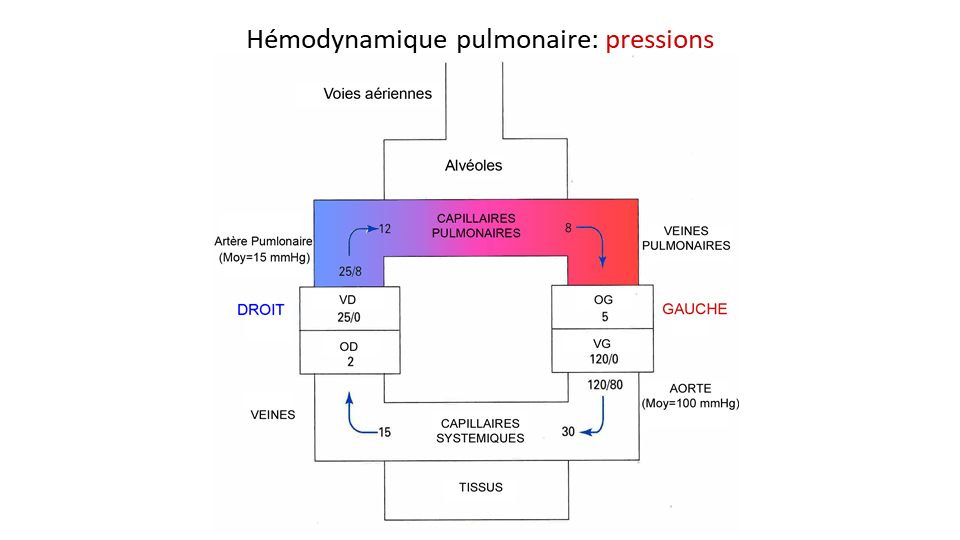 Hémodynamique pulmonaire: pressions
Voies aériennes
Alvéoles
CAPILLAIRES
PULMONAIRES
12
8
Artère Pumlonaire
(Moy=15 mmHg)
25/8
VEINES
PULMONAIRES
DROIT
VD
25/0
OD
2
OG
5
VG
120/0
GAUCHE
120/80
AORTE
(Moy=100 mmHg)
VEINES
15
CAPILLAIRES
SYSTEMIQUES
30
TISSUS